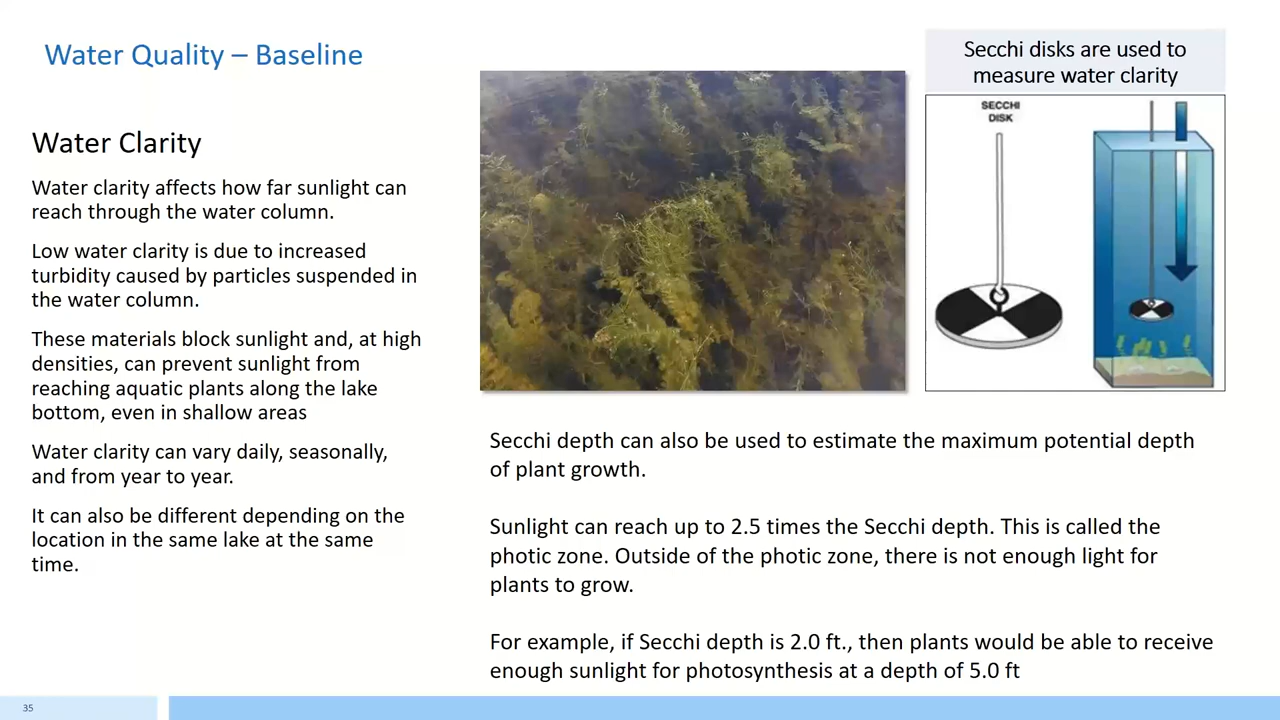 Water Quality – Baseline
Water Clarity
Water clarity affects how far sunlight can
reach through the water column.
Low water clarity is due to increased
turbidity caused by particles suspended in
the water column.
These materials block sunlight and, at high
densities, can prevent sunlight from
reaching aquatic plants along the lake
bottom, even in shallow areas
Water clarity can vary daily, seasonally,
and from year to year.
It can also be different depending on the
location in the same lake at the same
time.
Secchi disks are used to
measure water clarity
SECCHI
DISK
Secchi depth can also be used to estimate the maximum potential depth
of plant growth.
Sunlight can reach up to 2.5 times the Secchi depth. This is called the
photic zone. Outside of the photic zone, there is not enough light for
plants to grow.
For example, if Secchi depth is 2.0 ft., then plants would be able to receive
enough sunlight for photosynthesis at a depth of 5.0 ft
35